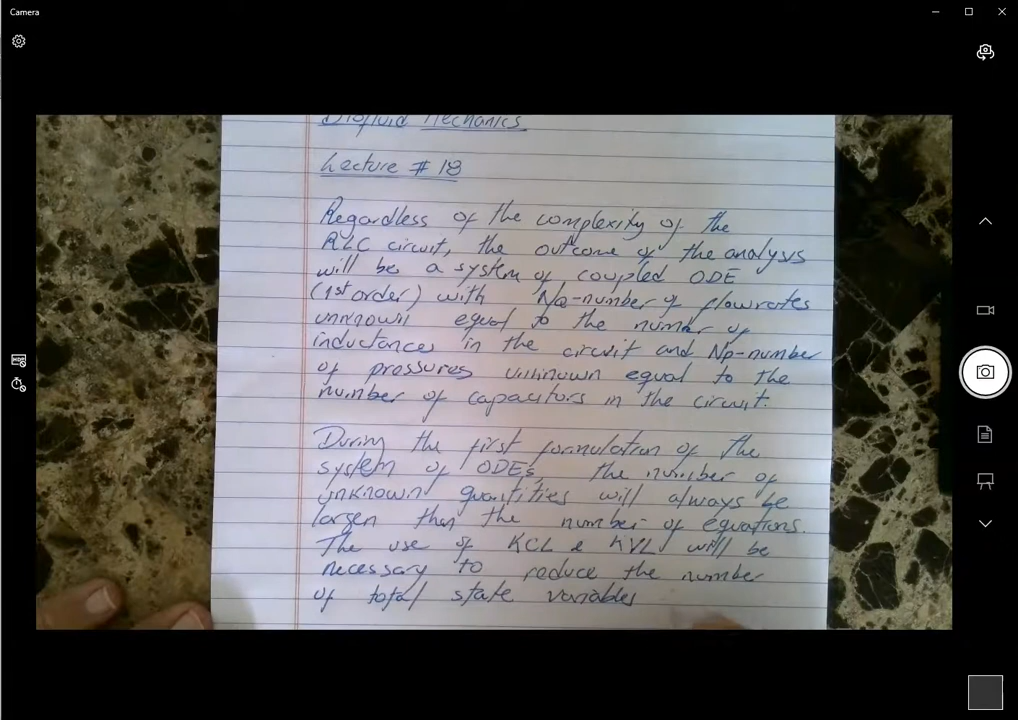 Camera
Biofluid Mechanics
Lecture # 18
Regardless of the complexity of the
RLC circuit, the outcome of the analysis
will be a system of coupled ODE
(1st order) with NQ-number of flowrates
unknown equal to the numer of
inductances in the circuit and Np-number
of pressures unknown equal to the
number of capacitors in the circuit.
During the first formulation of the
system of ODEs, the number of
unknown quantities will always be
larger then the number of equations.
The use of KCL & KVL will be
necessary to reduce the number
of total state variables